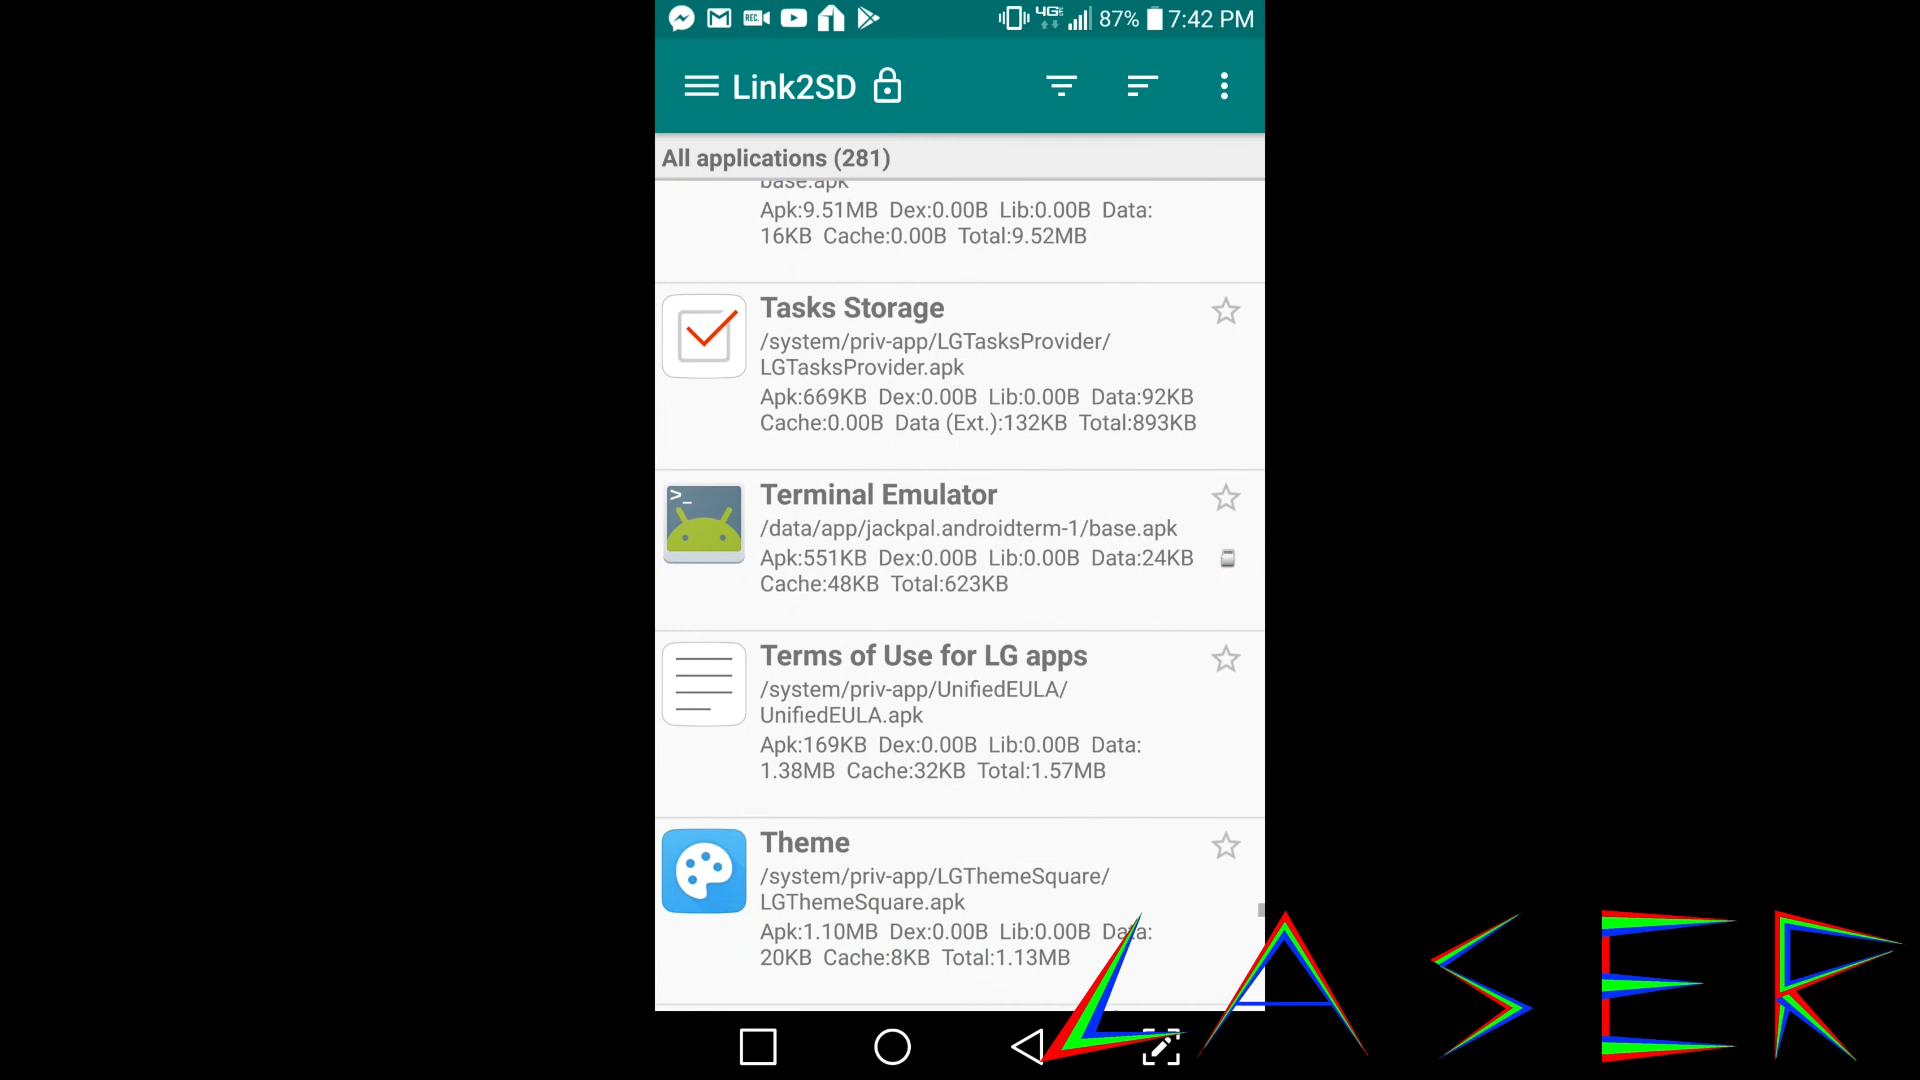 REC
4G
87%
7:42 PM
Link2SD
All applications (281)
base.apk
Apk:9.51MB Dex:0.00B Lib:0.00B Data:
16KB Cache:0.00B Total:9.52MB
Tasks Storage
/system/priv-app/LGTasksProvider/
LGTasksProvider.apk
Apk:669KB Dex:0.00B Lib:0.00B Data:92KB
Cache:0.00B Data (Ext.):132KB Total:893KB
>_
Terminal Emulator
/data/app/jackpal.androidterm-1/base.apk
Apk:551KB Dex:0.00B Lib:0.00B Data:24KB
Cache:48KB Total:623KB
Terms of Use for LG apps
/system/priv-app/UnifiedEULA/
UnifiedEULA.apk
Apk:169KB Dex:0.00B Lib:0.00B Data:
1.38MB Cache:32KB Total:1.57MB
Theme
/system/priv-app/LGThemeSquare/
LGThemeSquare.apk
Apk:1.10MB Dex:0.00B Lib:0.00B Data:
20KB Cache:8KB Total:1.13MB
LASER